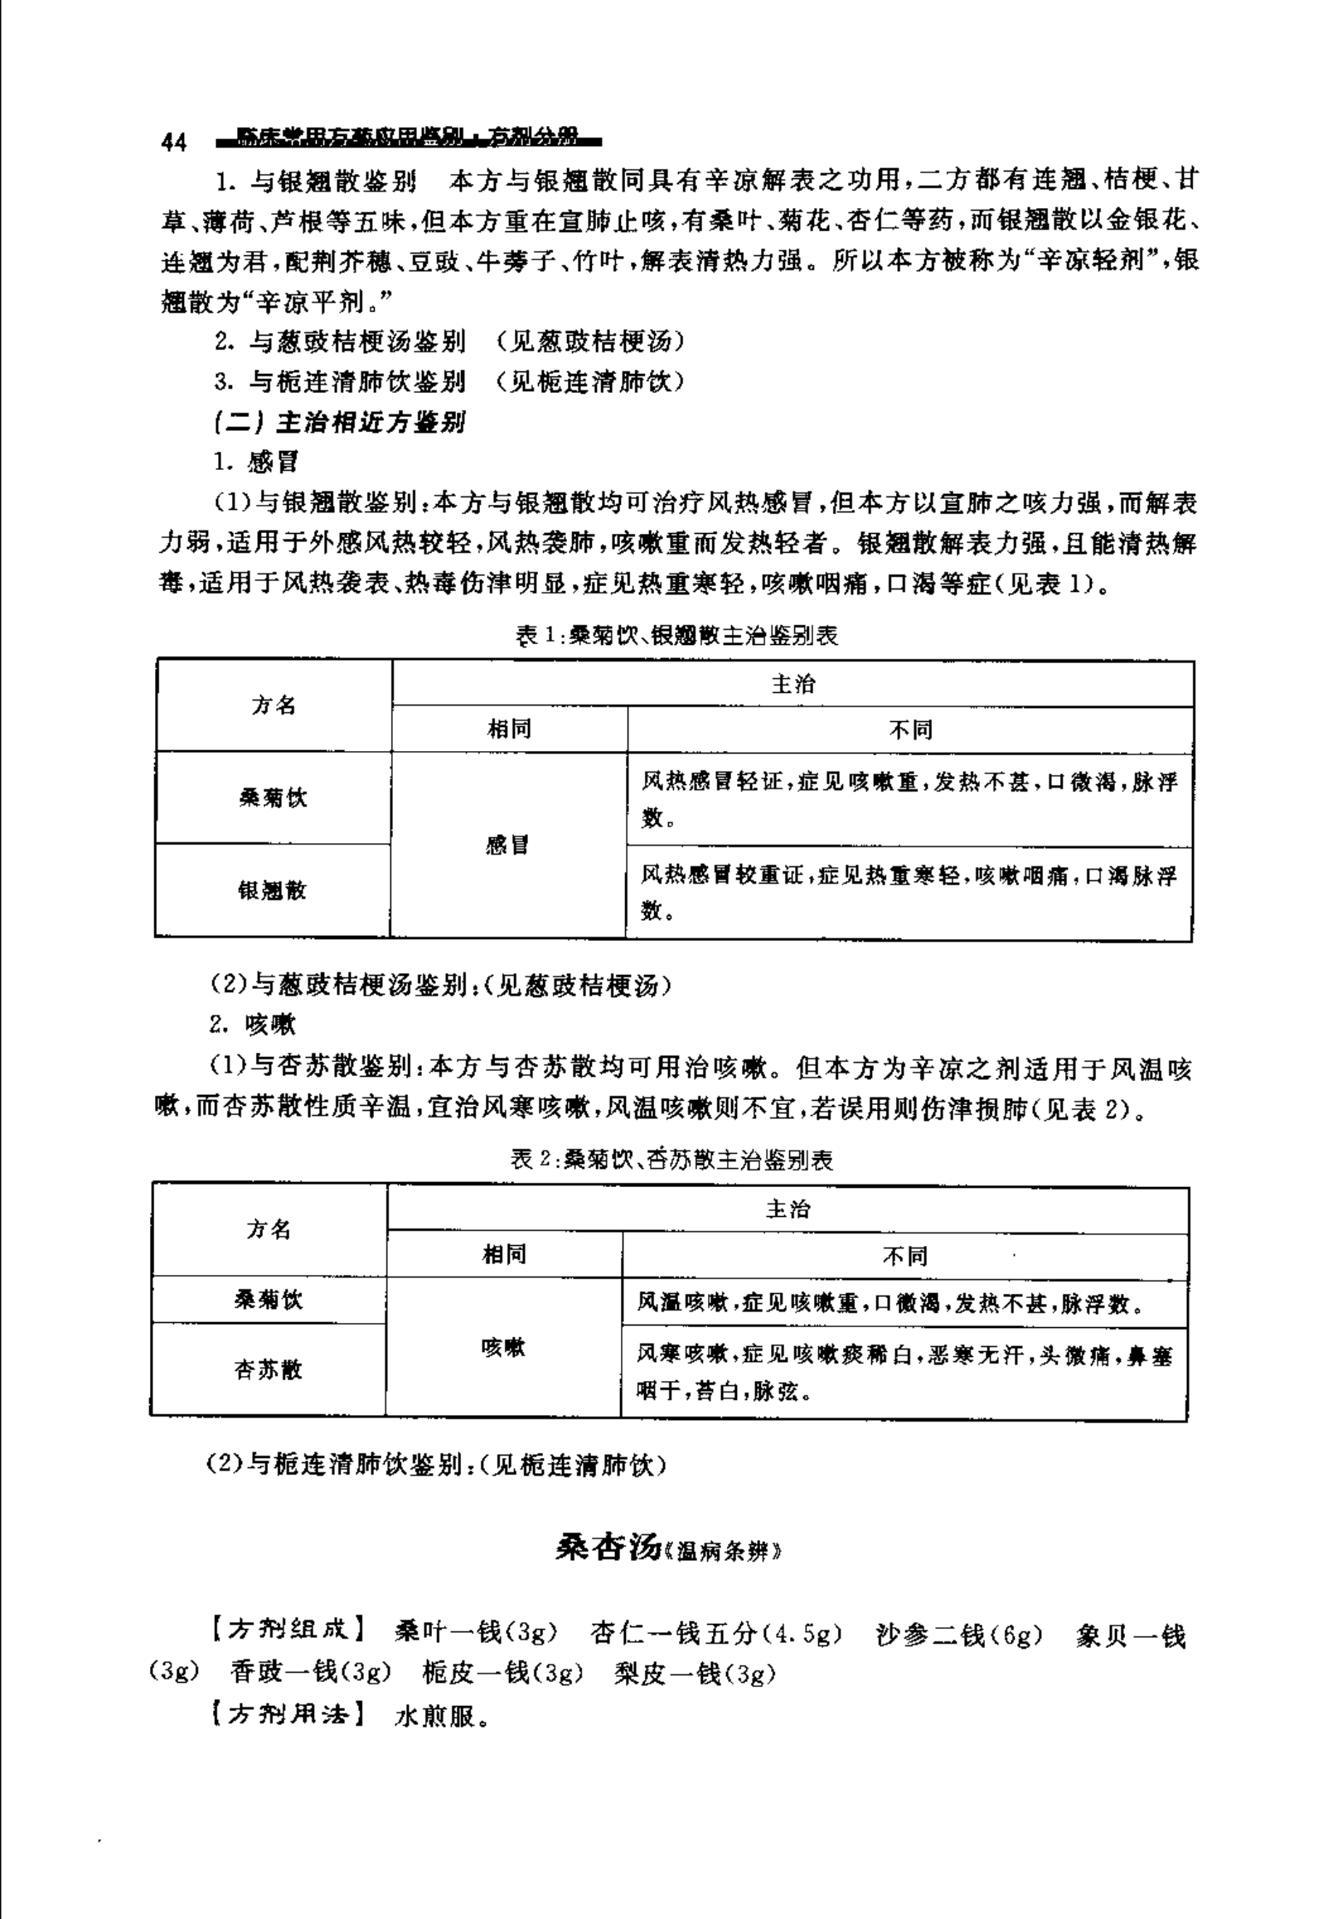 44 临床常用方药应用鉴别·方剂分册
1. 与银翘散鉴别 本方与银翘散同具有辛凉解表之功用,二方都有连翘、桔梗、甘
草、薄荷、芦根等五味,但本方重在宣肺止咳,有桑叶、菊花、杏仁等药,而银翘散以金银花、
连翘为君,配荆芥穗、豆豉、牛蒡子、竹叶,解表清热力强。所以本方被称为“辛凉轻剂”,银
翘散为“辛凉平剂。”
2. 与葱豉桔梗汤鉴别 (见葱豉桔梗汤)
3. 与栀连清肺饮鉴别 (见栀连清肺饮)
(二)主治相近方鉴别
1. 感冒
(1)与银翘散鉴别:本方与银翘散均可治疗风热感冒,但本方以宣肺之咳力强,而解表
力弱,适用于外感风热较轻,风热袭肺,咳嗽重而发热轻者。银翘散解表力强,且能清热解
毒,适用于风热袭表、热毒伤津明显,症见热重寒轻,咳嗽咽痛,口渴等症(见表 1)。
表 1:桑菊饮、银翘散主治鉴别表
方名
主治
相同
不同
桑菊饮
感冒
风热感冒轻证,症见咳嗽重,发热不甚,口微渴,脉浮
数。
银翘散
风热感冒较重证,症见热重寒轻,咳嗽咽痛,口渴脉浮
数。
(2)与葱豉桔梗汤鉴别:(见葱豉桔梗汤)
2. 咳嗽
(1)与杏苏散鉴别:本方与杏苏散均可用治咳嗽。但本方为辛凉之剂适用于风温咳
嗽,而杏苏散性质辛温,宜治风寒咳嗽,风温咳嗽则不宜,若误用则伤津损肺(见表 2)。
表 2:桑菊饮、杏苏散主治鉴别表
方名
主治
相同
不同
桑菊饮
咳嗽
风温咳嗽,症见咳嗽重,口微渴,发热不甚,脉浮数。
杏苏散
风寒咳嗽,症见咳嗽痰稀白,恶寒无汗,头微痛,鼻塞
咽干,苔白,脉弦。
(2)与栀连清肺饮鉴别:(见栀连清肺饮)
桑杏汤《温病条辨》
【方剂组成】 桑叶一钱(3g) 杏仁一钱五分(4.5g) 沙参二钱(6g) 象贝一钱
(3g) 香豉一钱(3g) 栀皮一钱(3g) 梨皮一钱(3g)
【方剂用法】 水煎服。